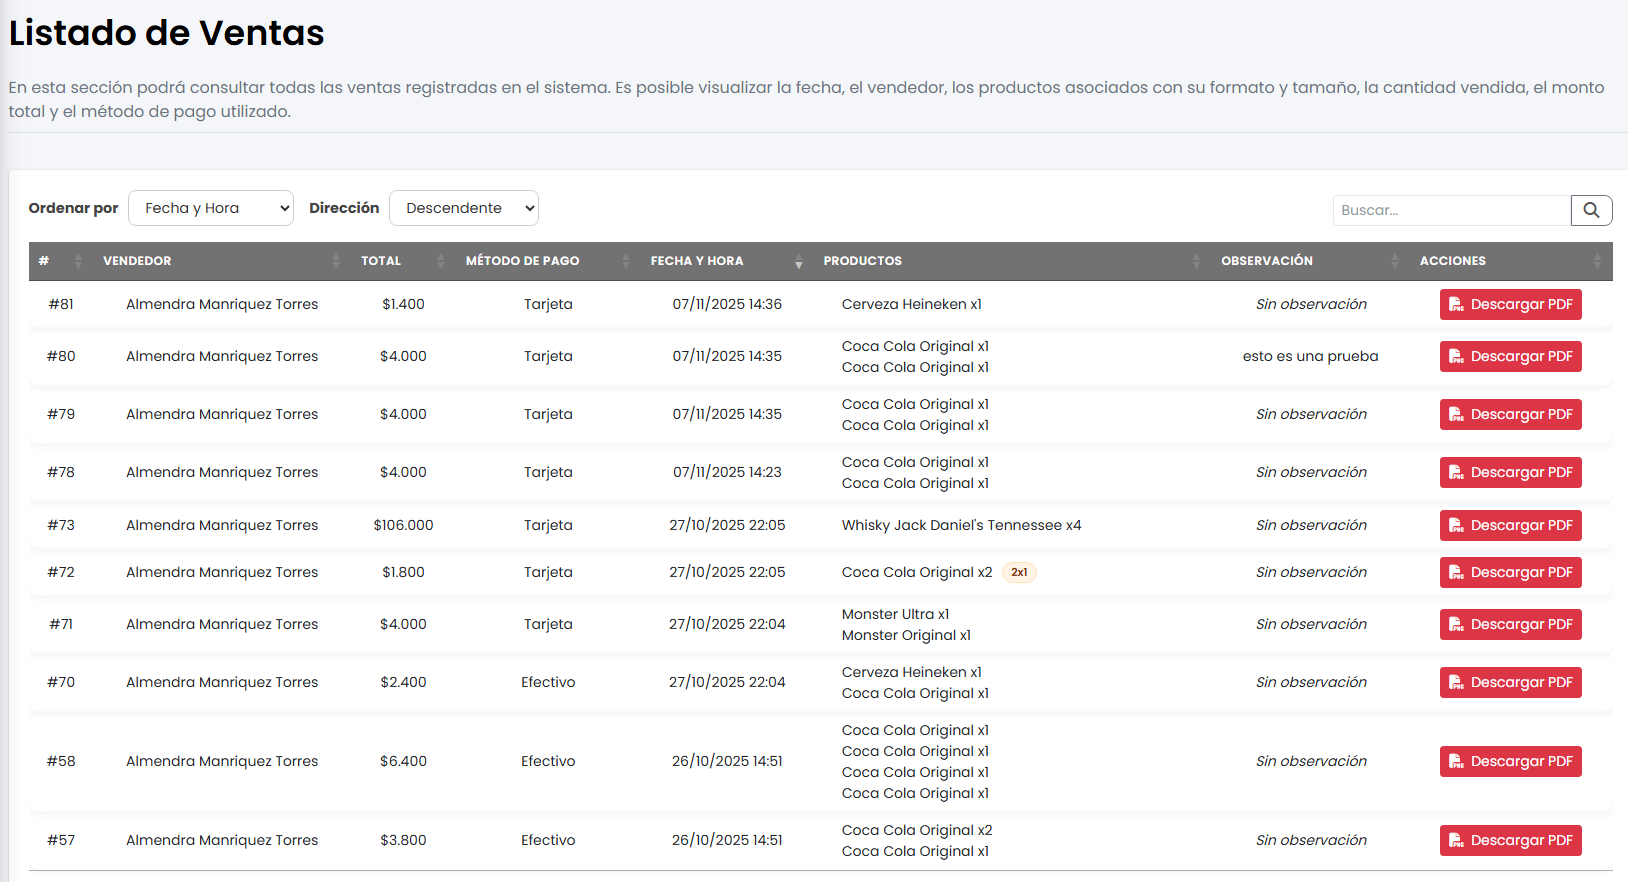 Listado de Ventas
En esta sección podrá consultar todas las ventas registradas en el sistema. Es posible visualizar la fecha, el vendedor, los productos asociados con su formato y tamaño, la cantidad vendida, el monto
total y el método de pago utilizado.
Ordenar por Fecha y Hora Dirección Descendente Buscar...
# VENDEDOR TOTAL MÉTODO DE PAGO FECHA Y HORA PRODUCTOS OBSERVACIÓN ACCIONES
#81 Almendra Manriquez Torres $1.400 Tarjeta 07/11/2025 14:36 Cerveza Heineken x1 Sin observación Descargar PDF
#80 Almendra Manriquez Torres $4.000 Tarjeta 07/11/2025 14:35 Coca Cola Original x1
Coca Cola Original x1 esto es una prueba Descargar PDF
#79 Almendra Manriquez Torres $4.000 Tarjeta 07/11/2025 14:35 Coca Cola Original x1
Coca Cola Original x1 Sin observación Descargar PDF
#78 Almendra Manriquez Torres $4.000 Tarjeta 07/11/2025 14:23 Coca Cola Original x1
Coca Cola Original x1 Sin observación Descargar PDF
#73 Almendra Manriquez Torres $106.000 Tarjeta 27/10/2025 22:05 Whisky Jack Daniel's Tennessee x4 Sin observación Descargar PDF
#72 Almendra Manriquez Torres $1.800 Tarjeta 27/10/2025 22:05 Coca Cola Original x2 2x1 Sin observación Descargar PDF
#71 Almendra Manriquez Torres $4.000 Tarjeta 27/10/2025 22:04 Monster Ultra x1
Monster Original x1 Sin observación Descargar PDF
#70 Almendra Manriquez Torres $2.400 Efectivo 27/10/2025 22:04 Cerveza Heineken x1
Coca Cola Original x1 Sin observación Descargar PDF
#58 Almendra Manriquez Torres $6.400 Efectivo 26/10/2025 14:51 Coca Cola Original x1
Coca Cola Original x1
Coca Cola Original x1
Coca Cola Original x1 Sin observación Descargar PDF
#57 Almendra Manriquez Torres $3.800 Efectivo 26/10/2025 14:51 Coca Cola Original x2
Coca Cola Original x1 Sin observación Descargar PDF